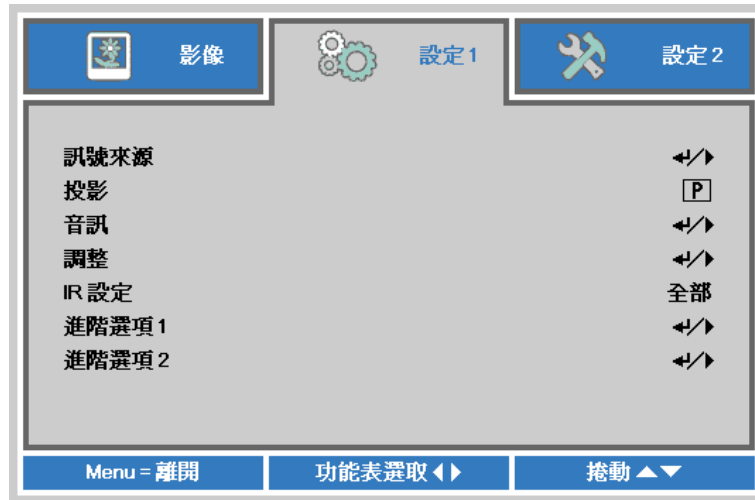 影像 設定1 設定2
訊號來源 ↵/▶
投影 P
音訊 ↵/▶
調整 ↵/▶
IR 設定 全部
進階選項1 ↵/▶
進階選項2 ↵/▶
Menu = 離開 功能表選取◀▶ 捲動▲▼